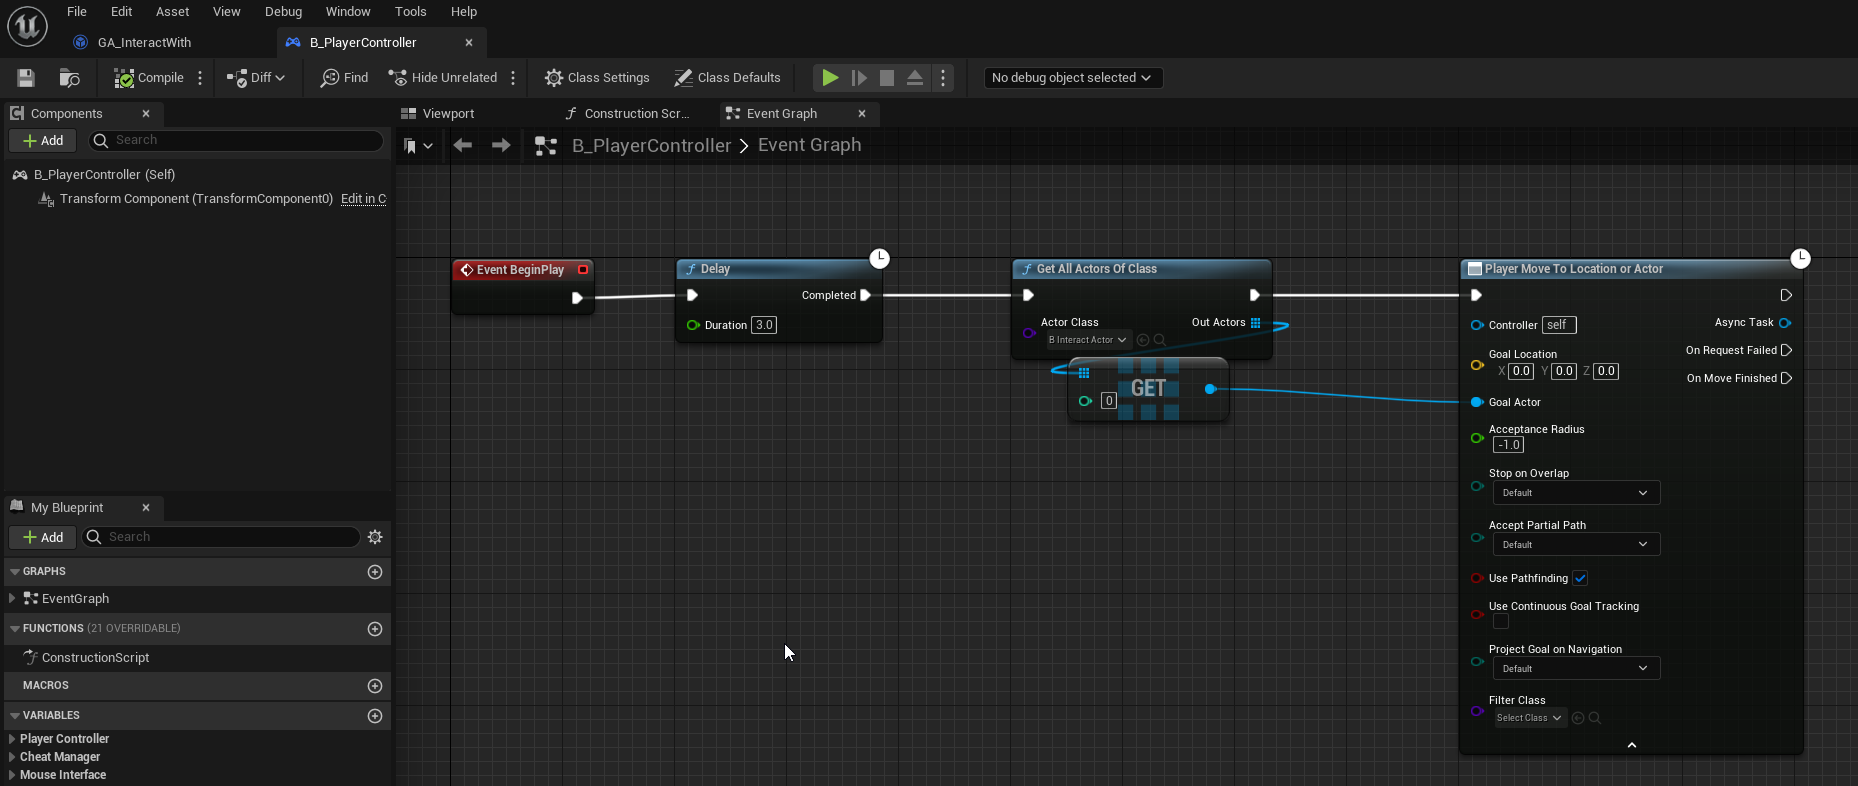 File Edit Asset View Debug Window Tools Help
GA_InteractWith B_PlayerController
Compile Diff Find Hide Unrelated Class Settings Class Defaults No debug object selected
Components Viewport Construction Scr... Event Graph
Add Search B_PlayerController > Event Graph
B_PlayerController (Self)
Transform Component (TransformComponent0) Edit in C
Event BeginPlay
Delay
Completed
Duration 3.0
Get All Actors Of Class
Actor Class Out Actors
B Interact Actor
GET
0
Player Move To Location or Actor
Controller self Async Task
Goal Location On Request Failed
X 0.0 Y 0.0 Z 0.0
On Move Finished
Goal Actor
Acceptance Radius
-1.0
Stop on Overlap
Default
Accept Partial Path
Default
Use Pathfinding
Use Continuous Goal Tracking
Project Goal on Navigation
Default
Filter Class
Select Class
My Blueprint
Add Search
GRAPHS
EventGraph
FUNCTIONS (21 OVERRIDABLE)
ConstructionScript
MACROS
VARIABLES
Player Controller
Cheat Manager
Mouse Interface